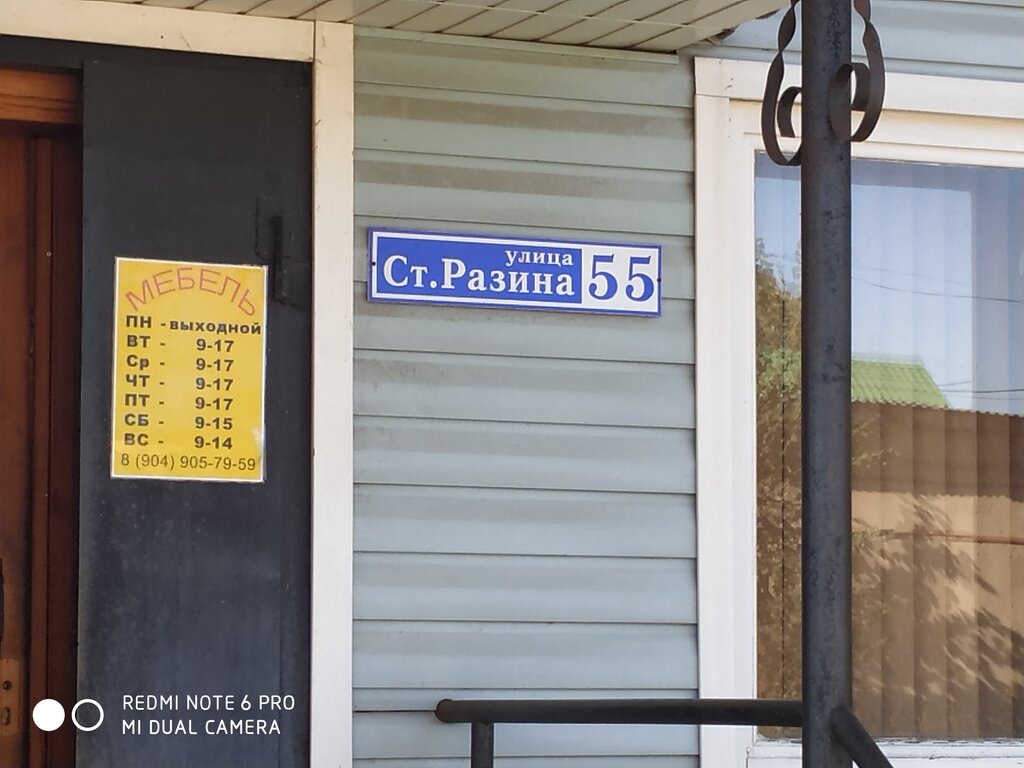 МЕБЕЛЬ
ПН - выходной
ВТ - 9-17
Ср - 9-17
ЧТ - 9-17
ПТ - 9-17
СБ - 9-15
ВС - 9-14
8 (904) 905-79-59
улица
Ст.Разина 55
REDMI NOTE 6 PRO
MI DUAL CAMERA